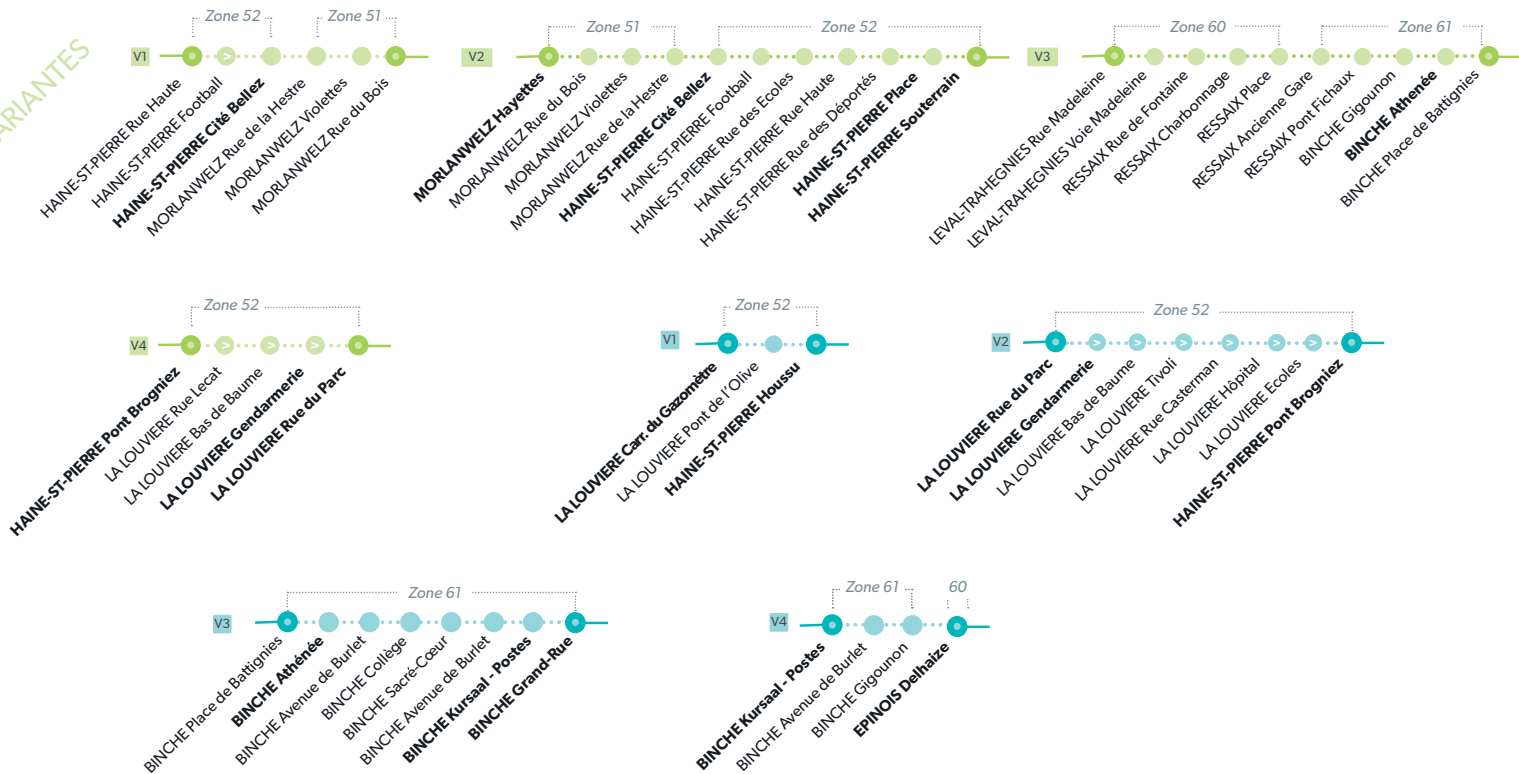 VARIANTES
V1
Zone 52
Zone 51
HAINE-ST-PIERRE Rue Haute
HAINE-ST-PIERRE Football
HAINE-ST-PIERRE Cité Bellez
MORLANWELZ Rue de la Hestre
MORLANWELZ Violettes
MORLANWELZ Rue du Bois
V2
Zone 51
Zone 52
MORLANWELZ Hayettes
MORLANWELZ Rue du Bois
MORLANWELZ Violettes
MORLANWELZ Rue de la Hestre
HAINE-ST-PIERRE Cité Bellez
HAINE-ST-PIERRE Football
HAINE-ST-PIERRE Rue des Ecoles
HAINE-ST-PIERRE Rue Haute
HAINE-ST-PIERRE Rue des Déportés
HAINE-ST-PIERRE Place
HAINE-ST-PIERRE Souterrain
V3
Zone 60
Zone 61
LEVAL-TRAHEGNIES Rue Madeleine
LEVAL-TRAHEGNIES Voie Madeleine
RESSAIX Rue de Fontaine
RESSAIX Charbonnage
RESSAIX Place
RESSAIX Ancienne Gare
RESSAIX Pont Fichaux
BINCHE Gigounon
BINCHE Athenée
BINCHE Place de Battignies
V4
Zone 52
HAINE-ST-PIERRE Pont Brogniez
LA LOUVIERE Rue Lecat
LA LOUVIERE Bas de Baume
LA LOUVIERE Gendarmerie
LA LOUVIERE Rue du Parc
V1
Zone 52
LA LOUVIERE Carr. du Gazomètre
LA LOUVIERE Pont de l'Olive
HAINE-ST-PIERRE Houssu
V2
Zone 52
LA LOUVIERE Rue du Parc
LA LOUVIERE Gendarmerie
LA LOUVIERE Bas de Baume
LA LOUVIERE Tivoli
LA LOUVIERE Rue Casterman
LA LOUVIERE Hôpital
LA LOUVIERE Ecoles
HAINE-ST-PIERRE Pont Brogniez
V3
Zone 61
BINCHE Place de Battignies
BINCHE Athénée
BINCHE Avenue de Burlet
BINCHE Collège
BINCHE Sacré-Cœur
BINCHE Avenue de Burlet
BINCHE Kursaal - Postes
BINCHE Grand-Rue
V4
Zone 61
60
BINCHE Kursaal - Postes
BINCHE Avenue de Burlet
BINCHE Gigounon
EPINOIS Delhaize